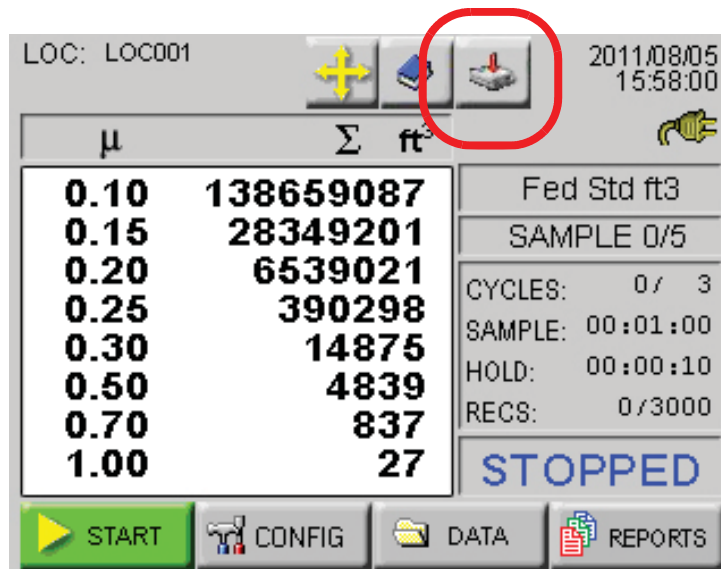 LOC: LOC001
2011/08/05
15:58:00
μ Σ ft³
0.10 138659087
0.15 28349201
0.20 6539021
0.25 390298
0.30 14875
0.50 4839
0.70 837
1.00 27
Fed Std ft3
SAMPLE 0/5
CYCLES: 0/ 3
SAMPLE: 00:01:00
HOLD: 00:00:10
RECS: 0/3000
STOPPED
START CONFIG DATA REPORTS